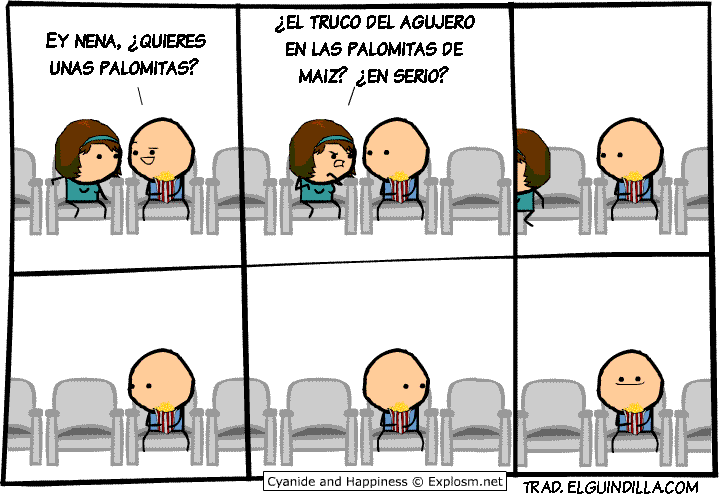 EY NENA, ¿QUIERES
UNAS PALOMITAS?
¿EL TRUCO DEL AGUJERO
EN LAS PALOMITAS DE
MAIZ? ¿EN SERIO?
Cyanide and Happiness © Explosm.net
TRAD. ELGUINDILLA.COM